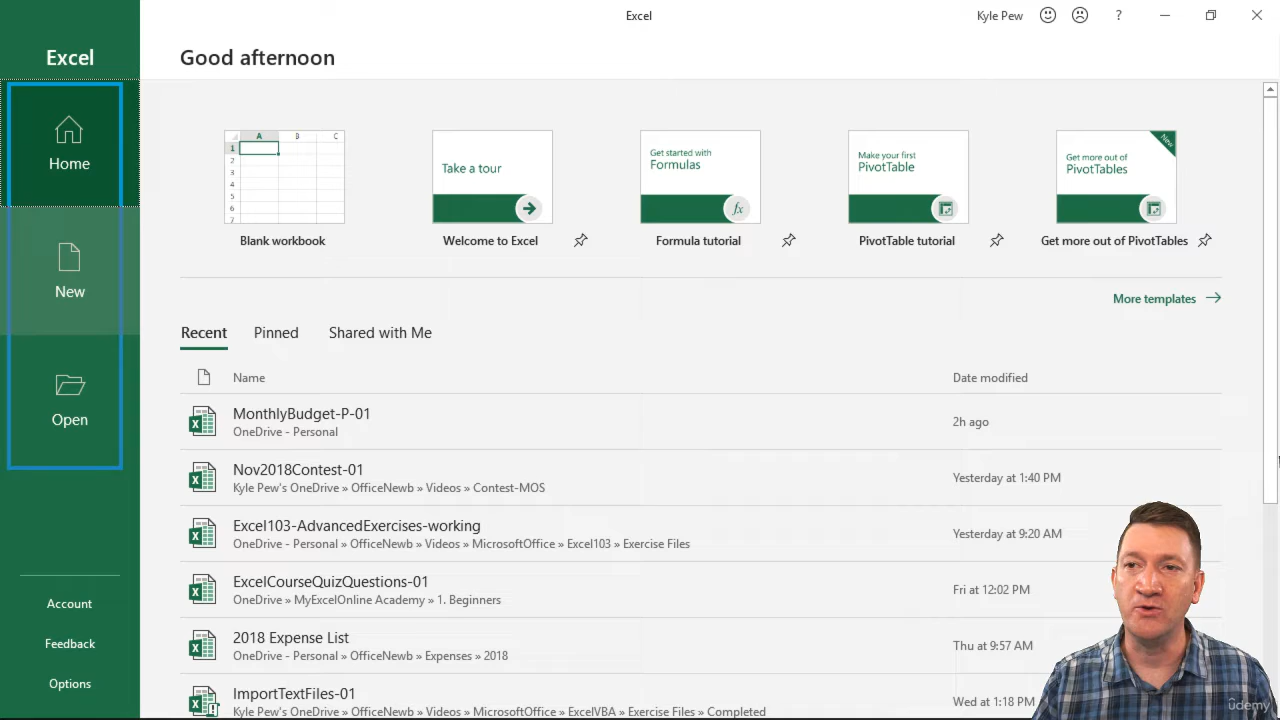 Excel
Kyle Pew
?
Excel
Good afternoon
Home
New
Open
Account
Feedback
Options
A B C
1
2
3
4
5
6
7
Blank workbook
Take a tour
Welcome to Excel
Get started with
Formulas
fx
Formula tutorial
Make your first
PivotTable
PivotTable tutorial
New
Get more out of
PivotTables
Get more out of PivotTables
More templates
Recent Pinned Shared with Me
Name Date modified
MonthlyBudget-P-01
OneDrive - Personal
2h ago
Nov2018Contest-01
Kyle Pew's OneDrive » OfficeNewb » Videos » Contest-MOS
Yesterday at 1:40 PM
Excel103-AdvancedExercises-working
OneDrive - Personal » OfficeNewb » Videos » MicrosoftOffice » Excel103 » Exercise Files
Yesterday at 9:20 AM
ExcelCourseQuizQuestions-01
OneDrive » MyExcelOnline Academy » 1. Beginners
Fri at 12:02 PM
2018 Expense List
OneDrive - Personal » OfficeNewb » Expenses » 2018
Thu at 9:57 AM
ImportTextFiles-01
OneDrive - Personal » OfficeNewb » Videos » MicrosoftOffice » ExcelVBA » Exercise Files » Completed
Wed at 1:18 PM
ûdemy